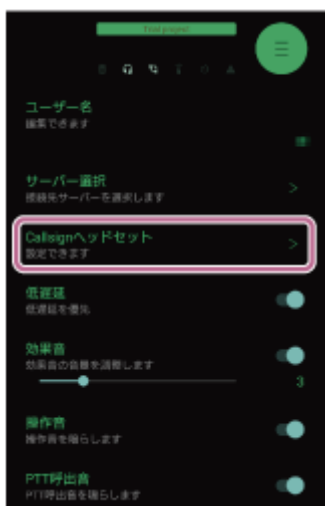 Test project
ユーザー名
編集できます
サーバー選択
接続先サーバーを選択します
Callsignヘッドセット
設定できます
低遅延
低遅延を優先
効果音
効果音の音量を調整します
3
操作音
操作音を鳴らします
PTT呼出音
PTT呼出音を鳴らします